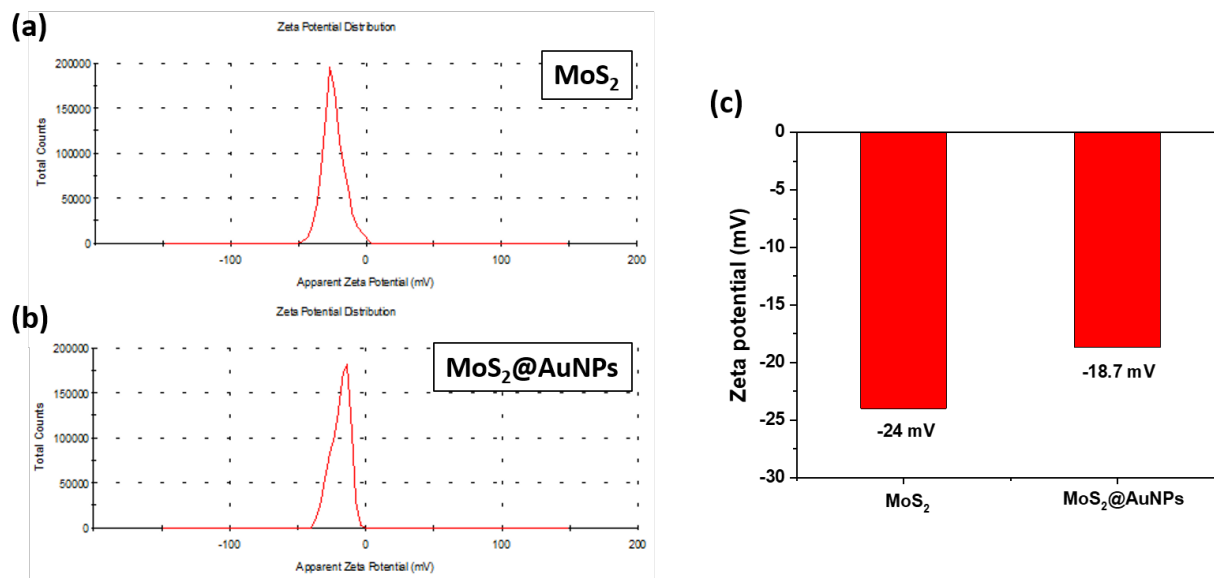 (a)
Zeta Potential Distribution
MoS₂
200000
150000
100000
50000
0
Total Counts
-100
0
100
200
Apparent Zeta Potential (mV)
(b)
Zeta Potential Distribution
MoS₂@AuNPs
200000
150000
100000
50000
0
Total Counts
-100
0
100
200
Apparent Zeta Potential (mV)
(c)
0
-5
-10
-15
-20
-25
-30
Zeta potential (mV)
-24 mV
-18.7 mV
MoS₂
MoS₂@AuNPs